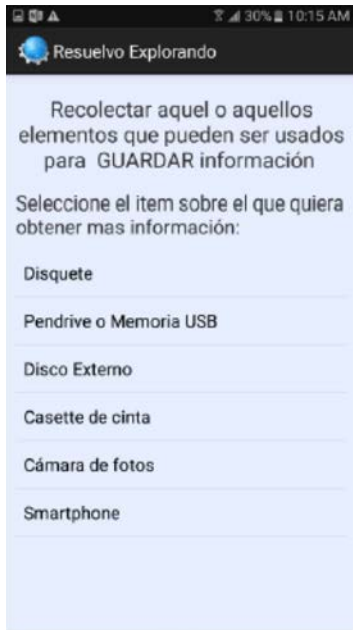 30% 10:15 AM
Resuelvo Explorando
Recolectar aquel o aquellos
elementos que pueden ser usados
para GUARDAR información
Seleccione el item sobre el que quiera
obtener mas información:
Disquete
Pendrive o Memoria USB
Disco Externo
Casette de cinta
Cámara de fotos
Smartphone